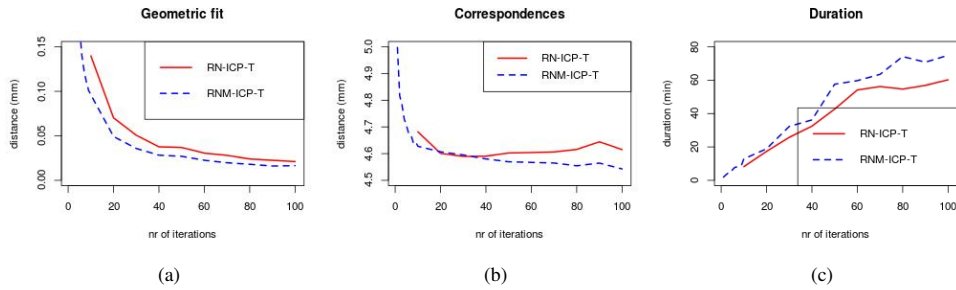 Geometric fit
distance (mm)
0.15
0.10
0.05
0.00
RN-ICP-T
RNM-ICP-T
0 20 40 60 80 100
nr of iterations
(a)
Correspondences
distance (mm)
5.0
4.9
4.8
4.7
4.6
4.5
RN-ICP-T
RNM-ICP-T
0 20 40 60 80 100
nr of iterations
(b)
Duration
duration (min)
80
60
40
20
0
RN-ICP-T
RNM-ICP-T
0 20 40 60 80 100
nr of iterations
(c)